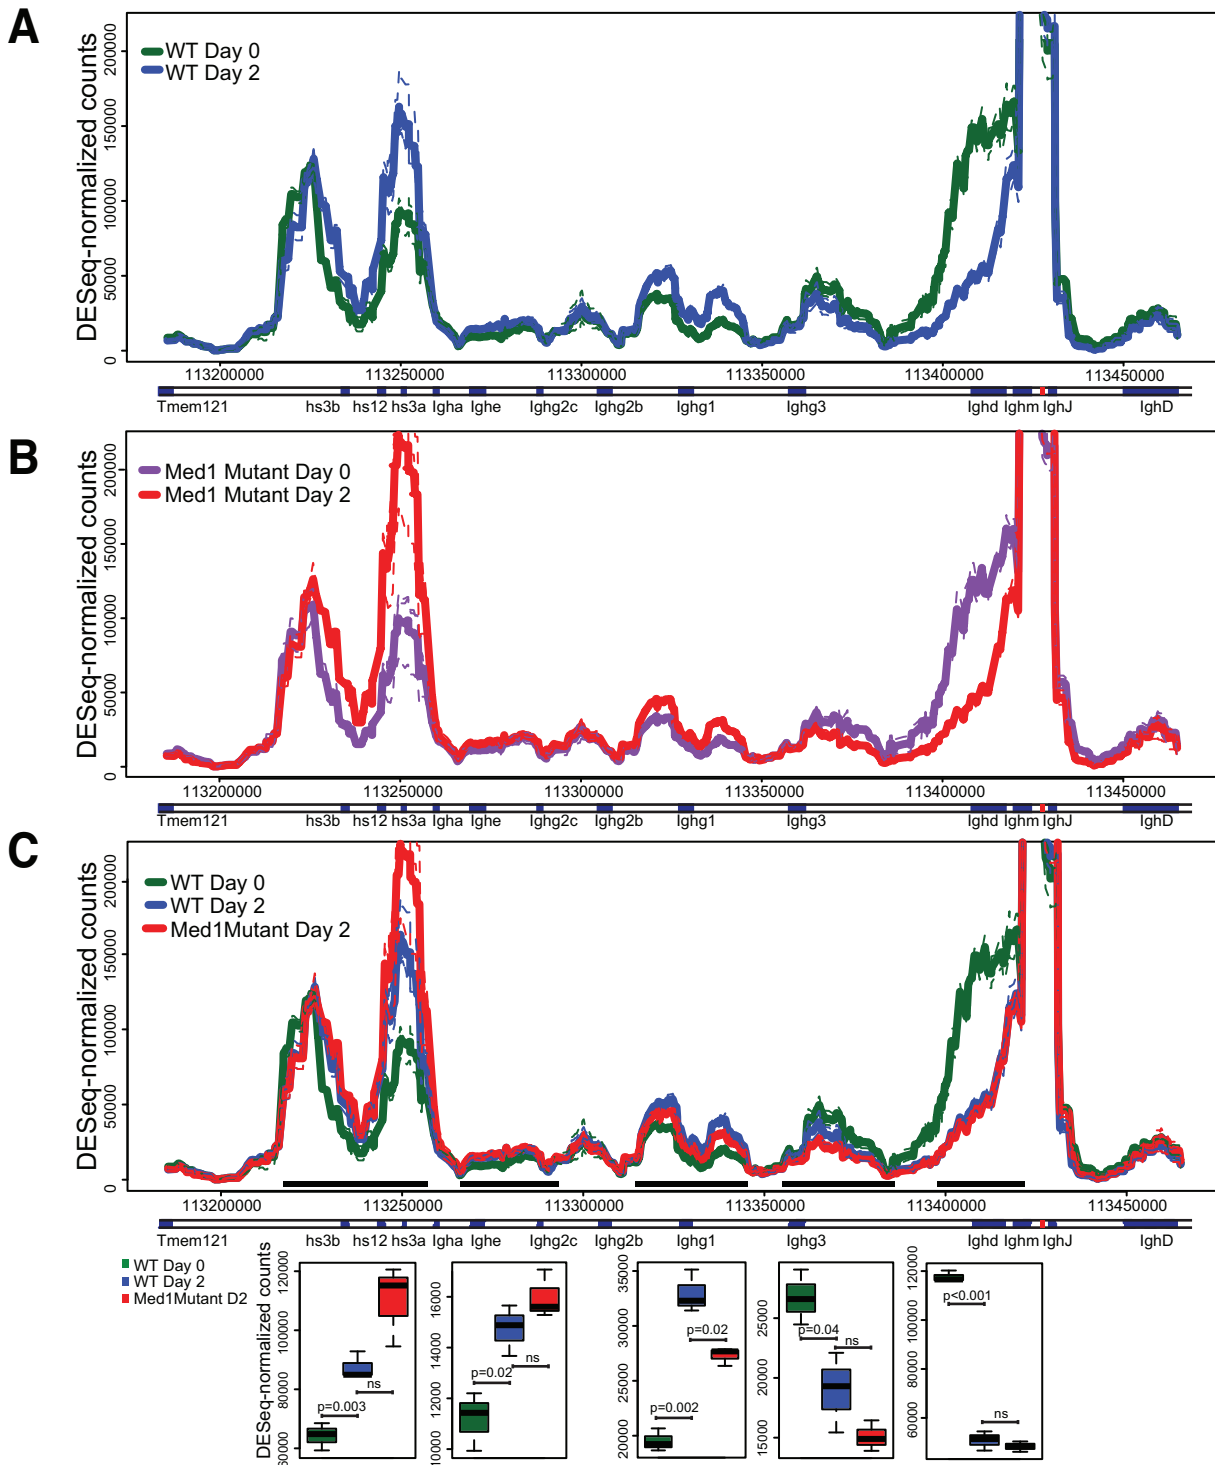 A
DESeq-normalized counts
WT Day 0
WT Day 2
0 50000 100000 150000 200000
113200000 113250000 113300000 113350000 113400000 113450000
Tmem121 hs3b hs12 hs3a Igha Ighe Ighg2c Ighg2b Ighg1 Ighg3 Ighd Ighm IghJ IghD
B
DESeq-normalized counts
Med1 Mutant Day 0
Med1 Mutant Day 2
0 50000 100000 150000 200000
113200000 113250000 113300000 113350000 113400000 113450000
Tmem121 hs3b hs12 hs3a Igha Ighe Ighg2c Ighg2b Ighg1 Ighg3 Ighd Ighm IghJ IghD
C
DESeq-normalized counts
WT Day 0
WT Day 2
Med1Mutant Day 2
0 50000 100000 150000 200000
113200000 113250000 113300000 113350000 113400000 113450000
Tmem121 hs3b hs12 hs3a Igha Ighe Ighg2c Ighg2b Ighg1 Ighg3 Ighd Ighm IghJ IghD
WT Day 0
WT Day 2
Med1Mutant D2
DESeq-normalized counts
60000 80000 100000 120000
p=0.003
ns
10000 12000 14000 16000
p=0.02
ns
20000 25000 30000 35000
p=0.002
p=0.02
15000 20000 25000
p=0.04
ns
60000 80000 100000 120000
p<0.001
ns